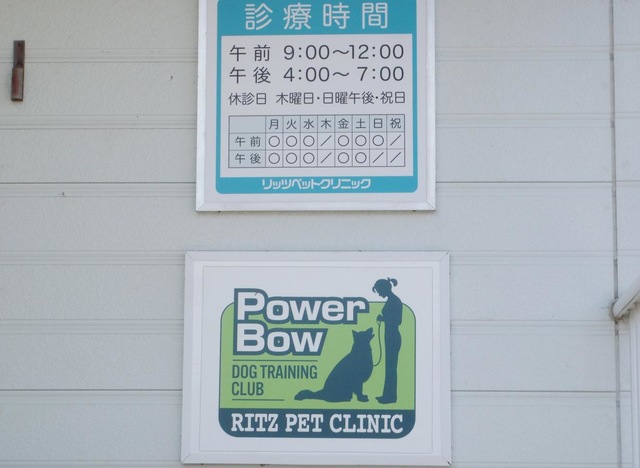 診療時間
午前 9:00～12:00
午後 4:00～ 7:00
休診日 木曜日・日曜午後・祝日
月 火 水 木 金 土 日 祝
午前 ○ ○ ○ ／ ○ ○ ○ ／
午後 ○ ○ ○ ／ ○ ○ ／ ／
リッツペットクリニック
Power
Bow
DOG TRAINING
CLUB
RITZ PET CLINIC